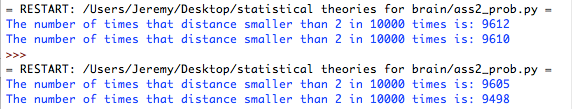 = RESTART: /Users/Jeremy/Desktop/statistical theories for brain/ass2_prob.py =
The number of times that distance smaller than 2 in 10000 times is: 9612
The number of times that distance smaller than 2 in 10000 times is: 9610
>>>
= RESTART: /Users/Jeremy/Desktop/statistical theories for brain/ass2_prob.py =
The number of times that distance smaller than 2 in 10000 times is: 9605
The number of times that distance smaller than 2 in 10000 times is: 9498